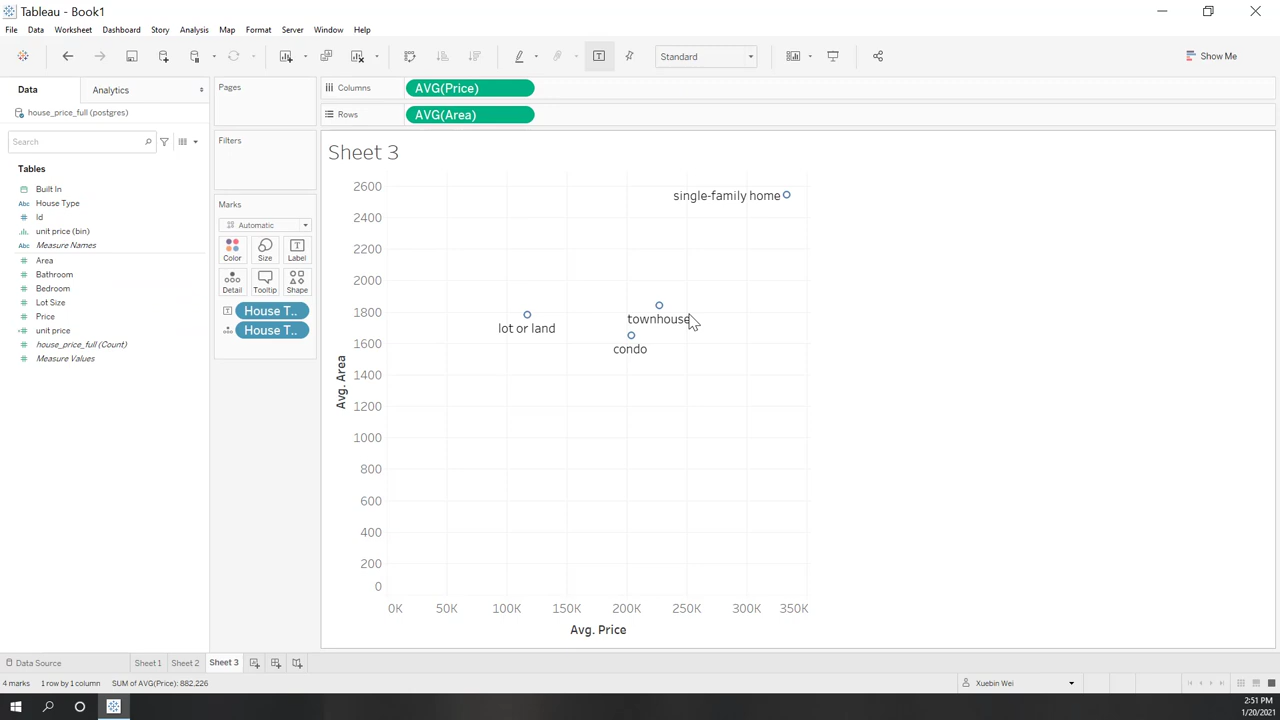 Tableau - Book1
File Data Worksheet Dashboard Story Analysis Map Format Server Window Help
Standard
Show Me
Data
Analytics
house_price_full (postgres)
Search
Tables
Built In
Abc House Type
# Id
unit price (bin)
Abc Measure Names
# Area
# Bathroom
# Bedroom
# Lot Size
# Price
# unit price
# house_price_full (Count)
# Measure Values
Pages
Filters
Marks
Automatic
Color
Size
T
Label
Detail
Tooltip
Shape
T House T..
House T..
Columns
AVG(Price)
Rows
AVG(Area)
Sheet 3
2600
2400
2200
2000
1800
1600
1400
1200
1000
800
600
400
200
0
Avg. Area
single-family home
townhouse
lot or land
condo
0K 50K 100K 150K 200K 250K 300K 350K
Avg. Price
Data Source
Sheet 1
Sheet 2
Sheet 3
4 marks
1 row by 1 column
SUM of AVG(Price): 882,226
Xuebin Wei
2:51 PM
1/20/2021